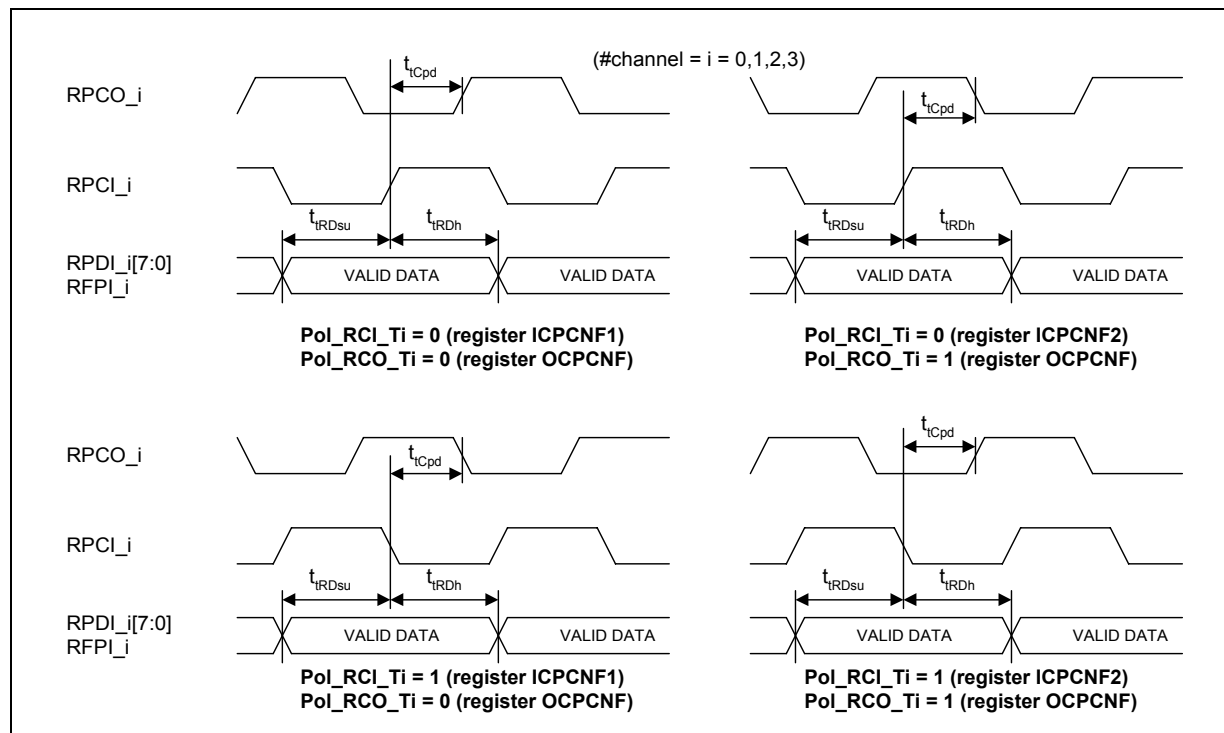 (#channel = i = 0,1,2,3)
RPCO_i
t_tCpd
t_tCpd
RPCI_i
t_tRDsu
t_tRDh
t_tRDsu
t_tRDh
RPDI_i[7:0]
RFPI_i
VALID DATA
VALID DATA
VALID DATA
VALID DATA
Pol_RCI_Ti = 0 (register ICPCNF1)
Pol_RCO_Ti = 0 (register OCPCNF)
Pol_RCI_Ti = 0 (register ICPCNF2)
Pol_RCO_Ti = 1 (register OCPCNF)
RPCO_i
t_tCpd
t_tCpd
RPCI_i
t_tRDsu
t_tRDh
t_tRDsu
t_tRDh
RPDI_i[7:0]
RFPI_i
VALID DATA
VALID DATA
VALID DATA
VALID DATA
Pol_RCI_Ti = 1 (register ICPCNF1)
Pol_RCO_Ti = 0 (register OCPCNF)
Pol_RCI_Ti = 1 (register ICPCNF2)
Pol_RCO_Ti = 1 (register OCPCNF)